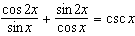 cos 2x / sin x + sin 2x / cos x = csc x